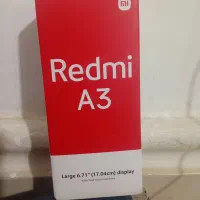 mi
Redmi
A3
Large 6.71" (17.04cm) display